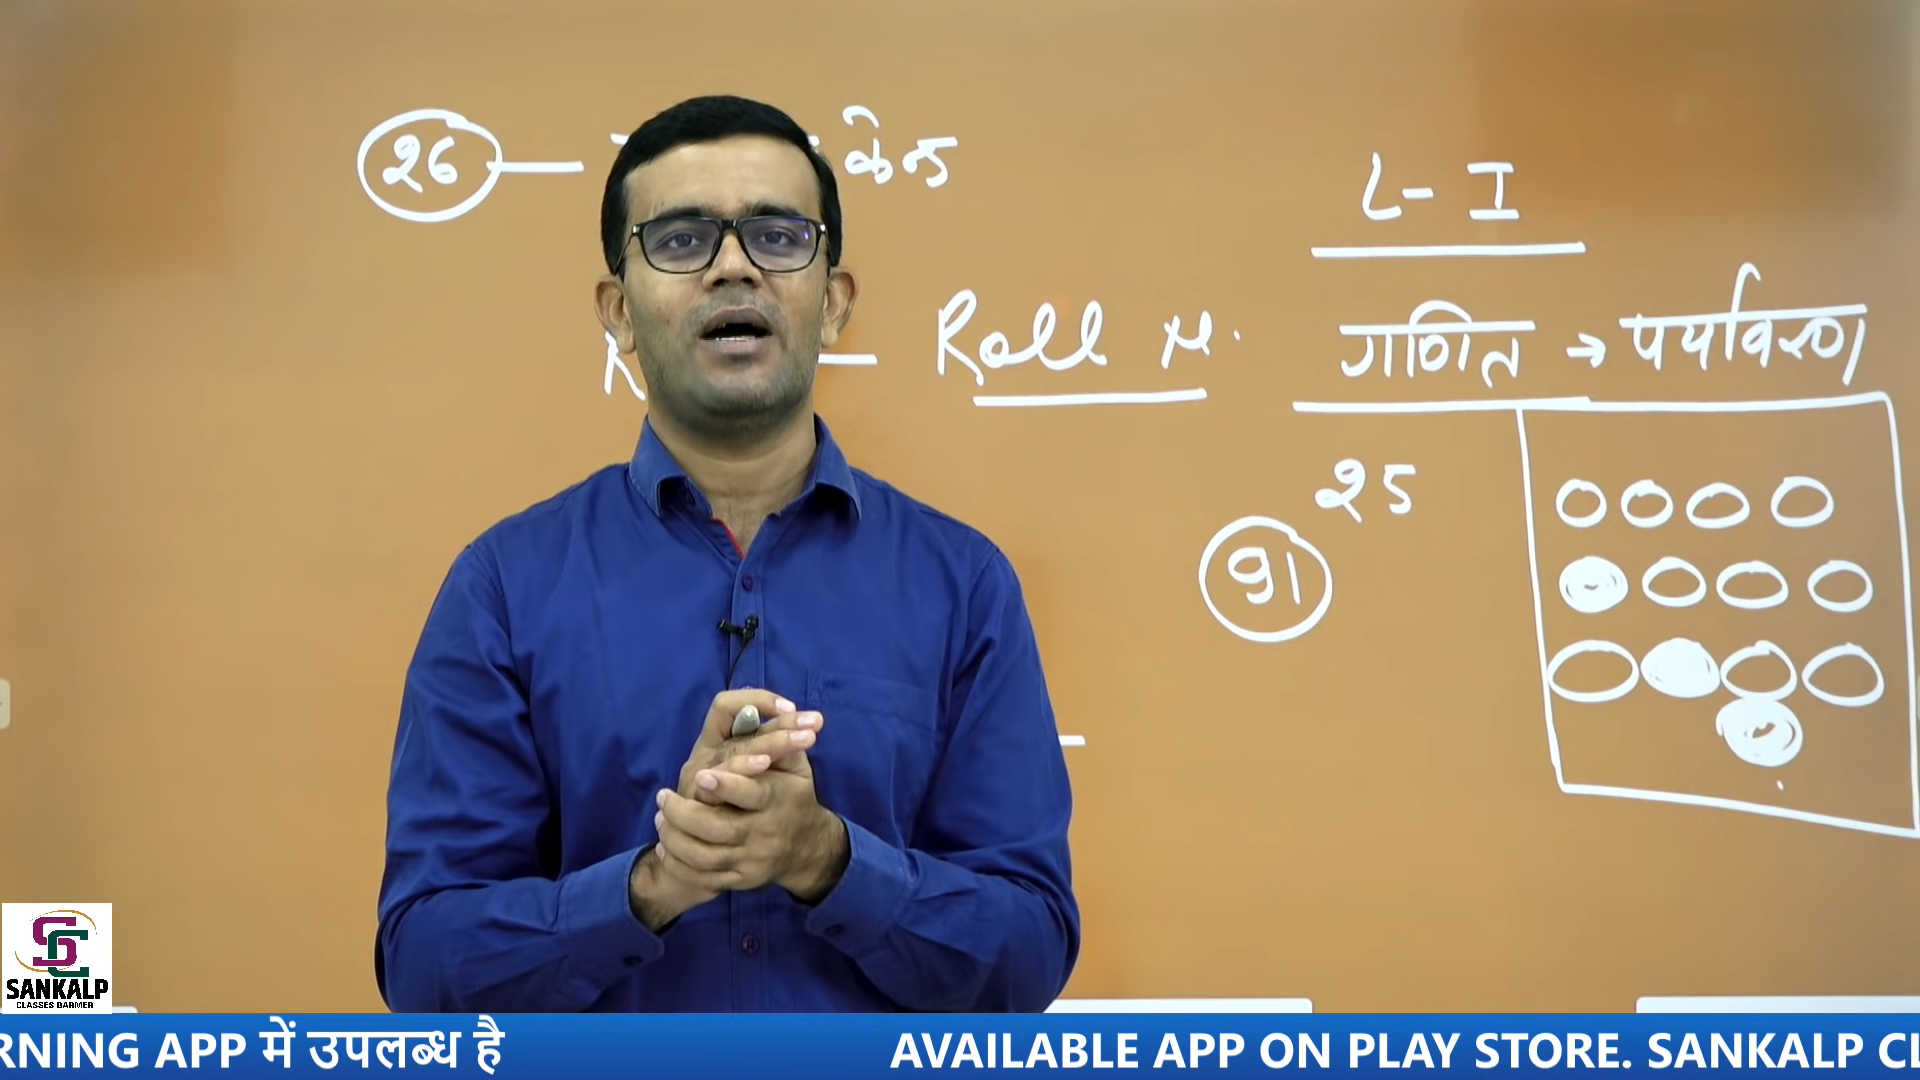 26
L-I
Roll
गणित → पर्यावरण
25
91
SANKALP
CLASSES BARMER
RNING APP में उपलब्ध है
AVAILABLE APP ON PLAY STORE. SANKALP CL